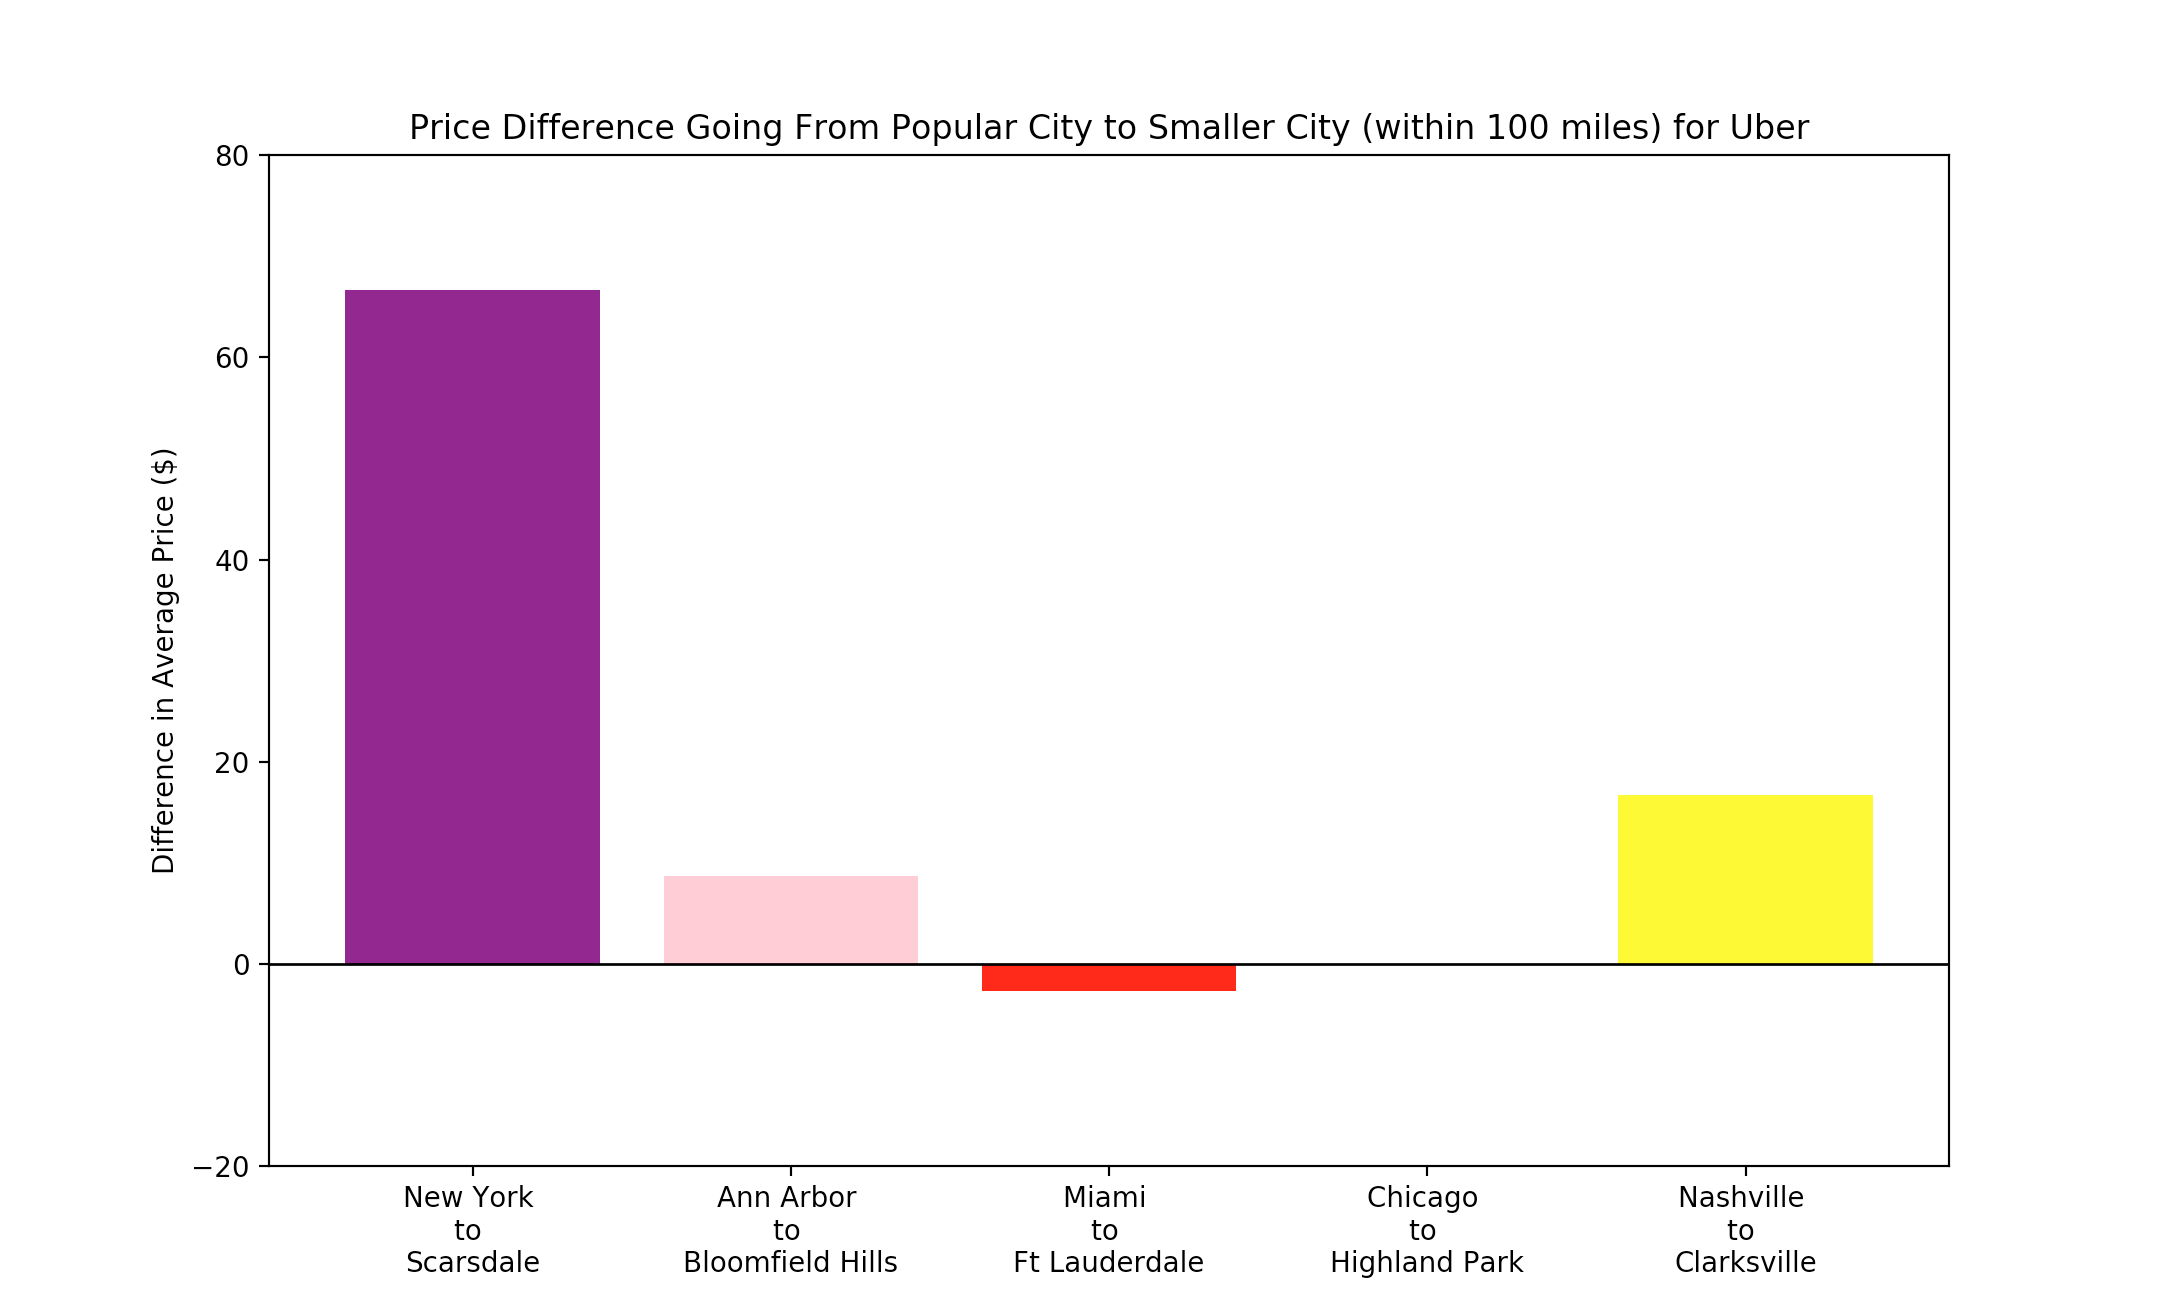 Price Difference Going From Popular City to Smaller City (within 100 miles) for Uber
80
60
40
20
0
−20
Difference in Average Price ($)
New York
to
Scarsdale
Ann Arbor
to
Bloomfield Hills
Miami
to
Ft Lauderdale
Chicago
to
Highland Park
Nashville
to
Clarksville